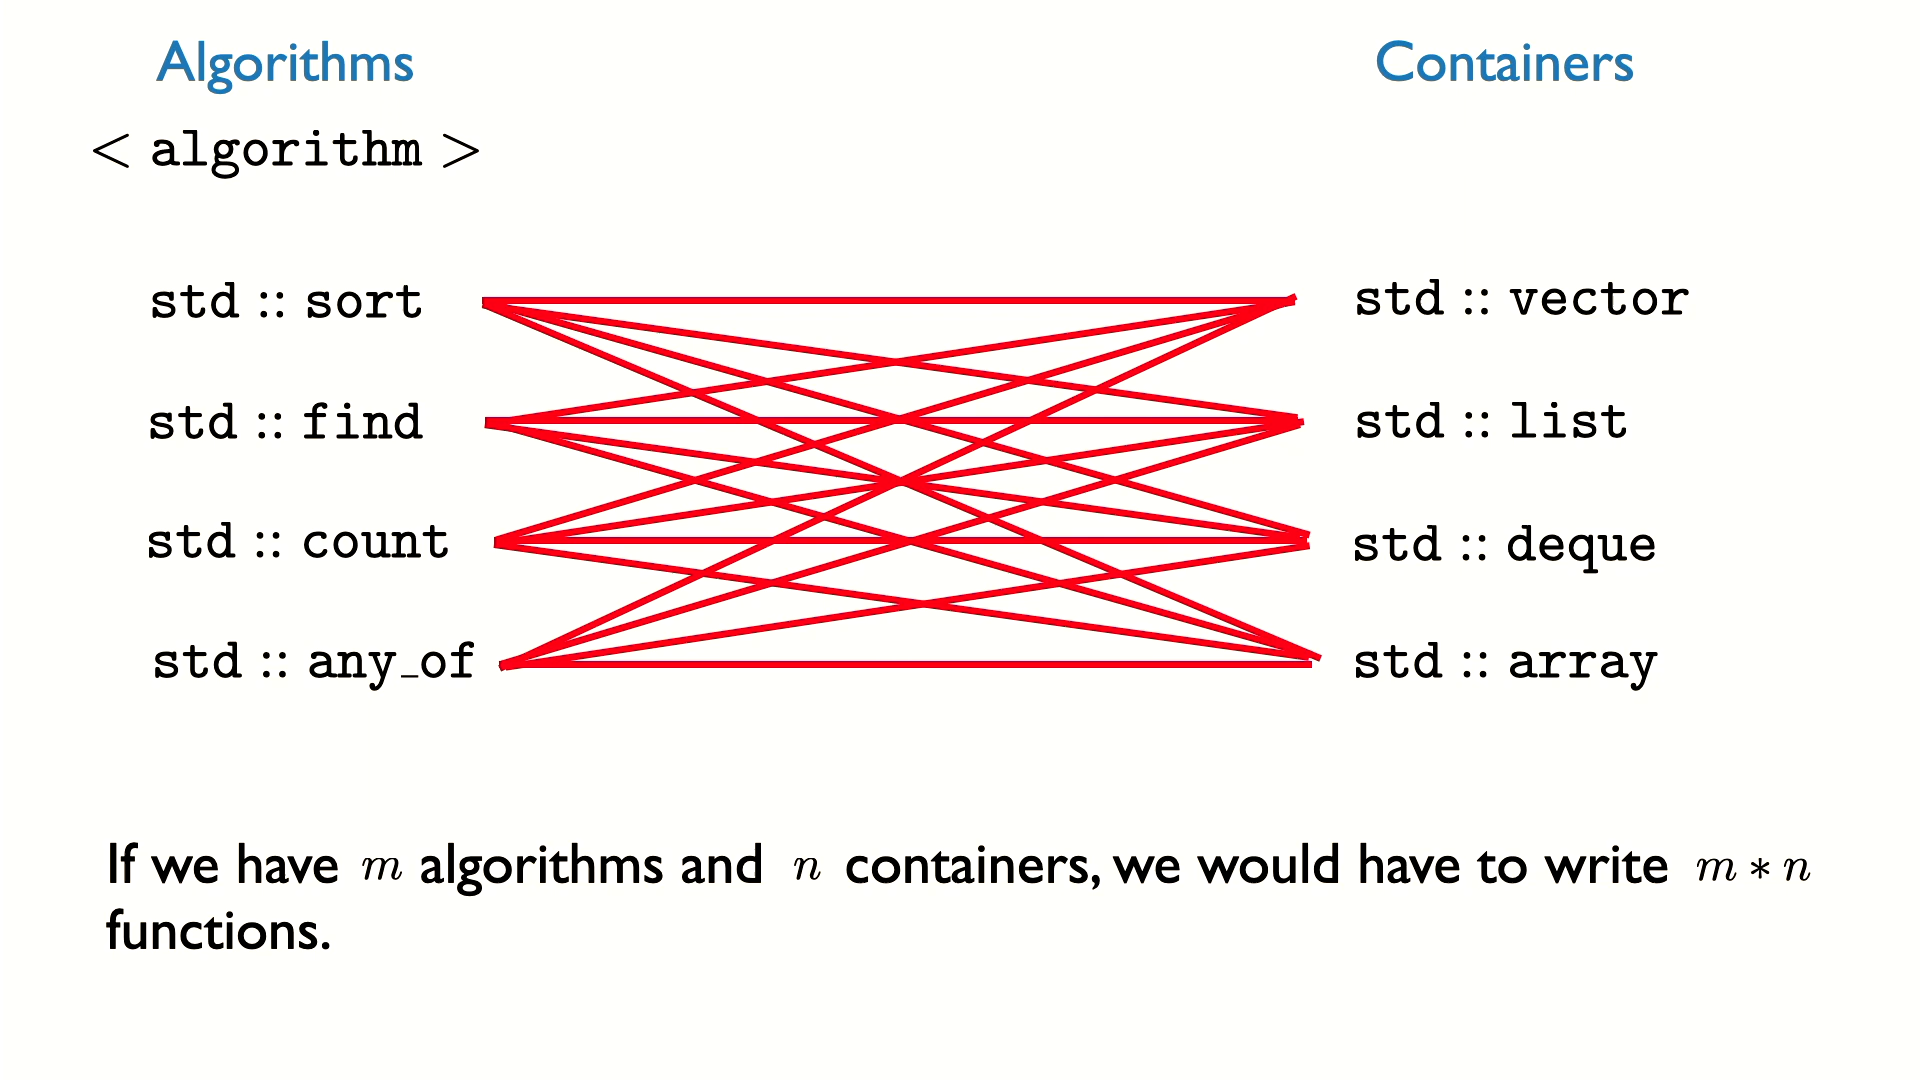 Algorithms
Containers
< algorithm >
std :: sort
std :: vector
std :: find
std :: list
std :: count
std :: deque
std :: any_of
std :: array
If we have m algorithms and n containers, we would have to write m * n
functions.